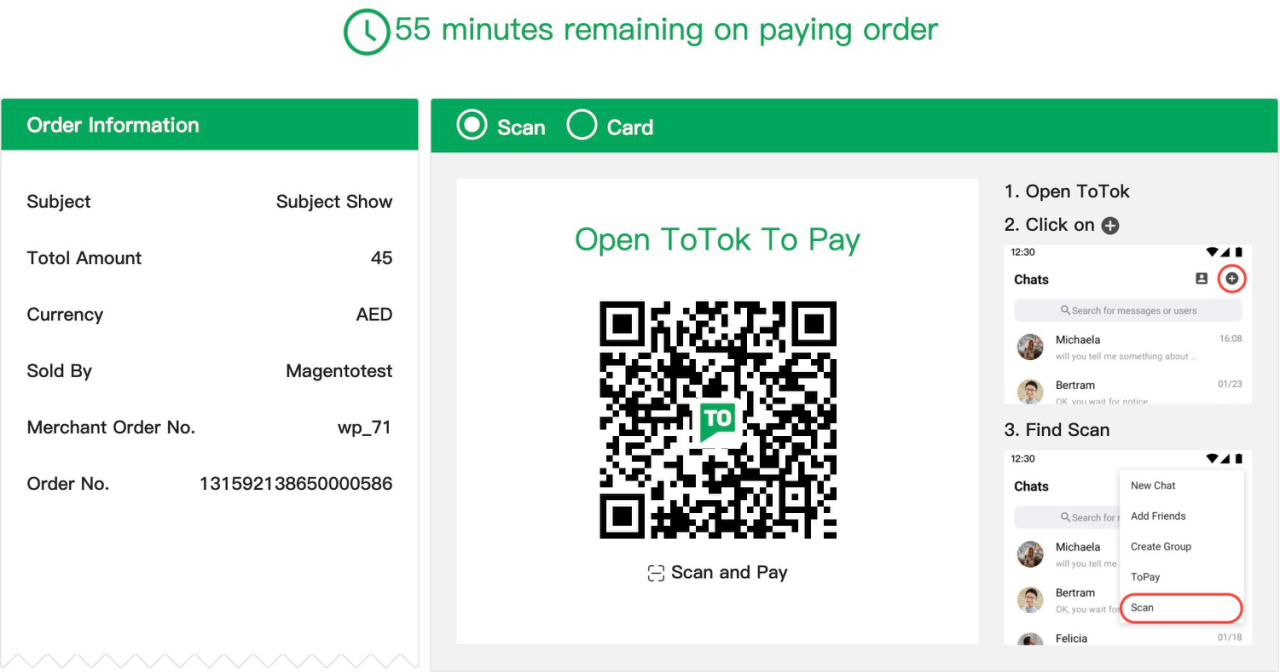 55 minutes remaining on paying order
Order Information
Subject Subject Show
Totol Amount 45
Currency AED
Sold By Magentotest
Merchant Order No. wp_71
Order No. 131592138650000586
Scan Card
Open ToTok To Pay
TO
Scan and Pay
1. Open ToTok
2. Click on
12:30
Chats
Search for messages or users
Michaela 16:08
will you tell me something about ...
Bertram 01/23
OK, you wait for notice
3. Find Scan
12:30
Chats
New Chat
Search for
Add Friends
Michaela
Create Group
will you tell me
ToPay
Bertram
Scan
OK, you wait for
Felicia 01/18